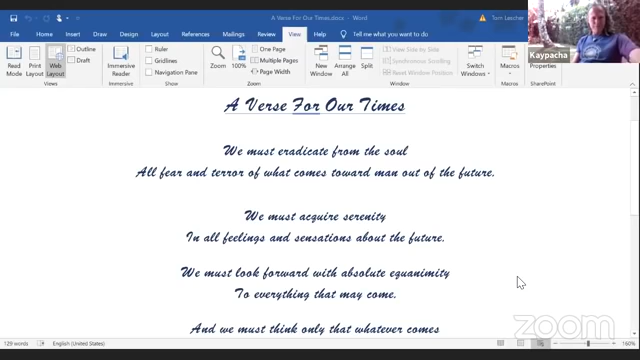 A Verse For Our Times.docx - Word
Tom Lescher
File Home Insert Draw Design Layout References Mailings Review View Help Tell me what you want to do
Read Mode
Print Layout
Web Layout
Outline
Draft
Views
Immersive Reader
Immersive
Ruler
Gridlines
Navigation Pane
Show
Zoom
100%
One Page
Multiple Pages
Page Width
Zoom
New Window
Arrange All
Split
View Side by Side
Synchronous Scrolling
Reset Window Position
Window
Switch Windows
Macros
Macros
Properties
SharePoint
Kaypacha
A Verse For Our Times
We must eradicate from the soul
All fear and terror of what comes toward man out of the future.
We must acquire serenity
In all feelings and sensations about the future.
We must look forward with absolute equanimity
To everything that may come.
And we must think only that whatever comes
zoom
129 words
English (United States)
160%